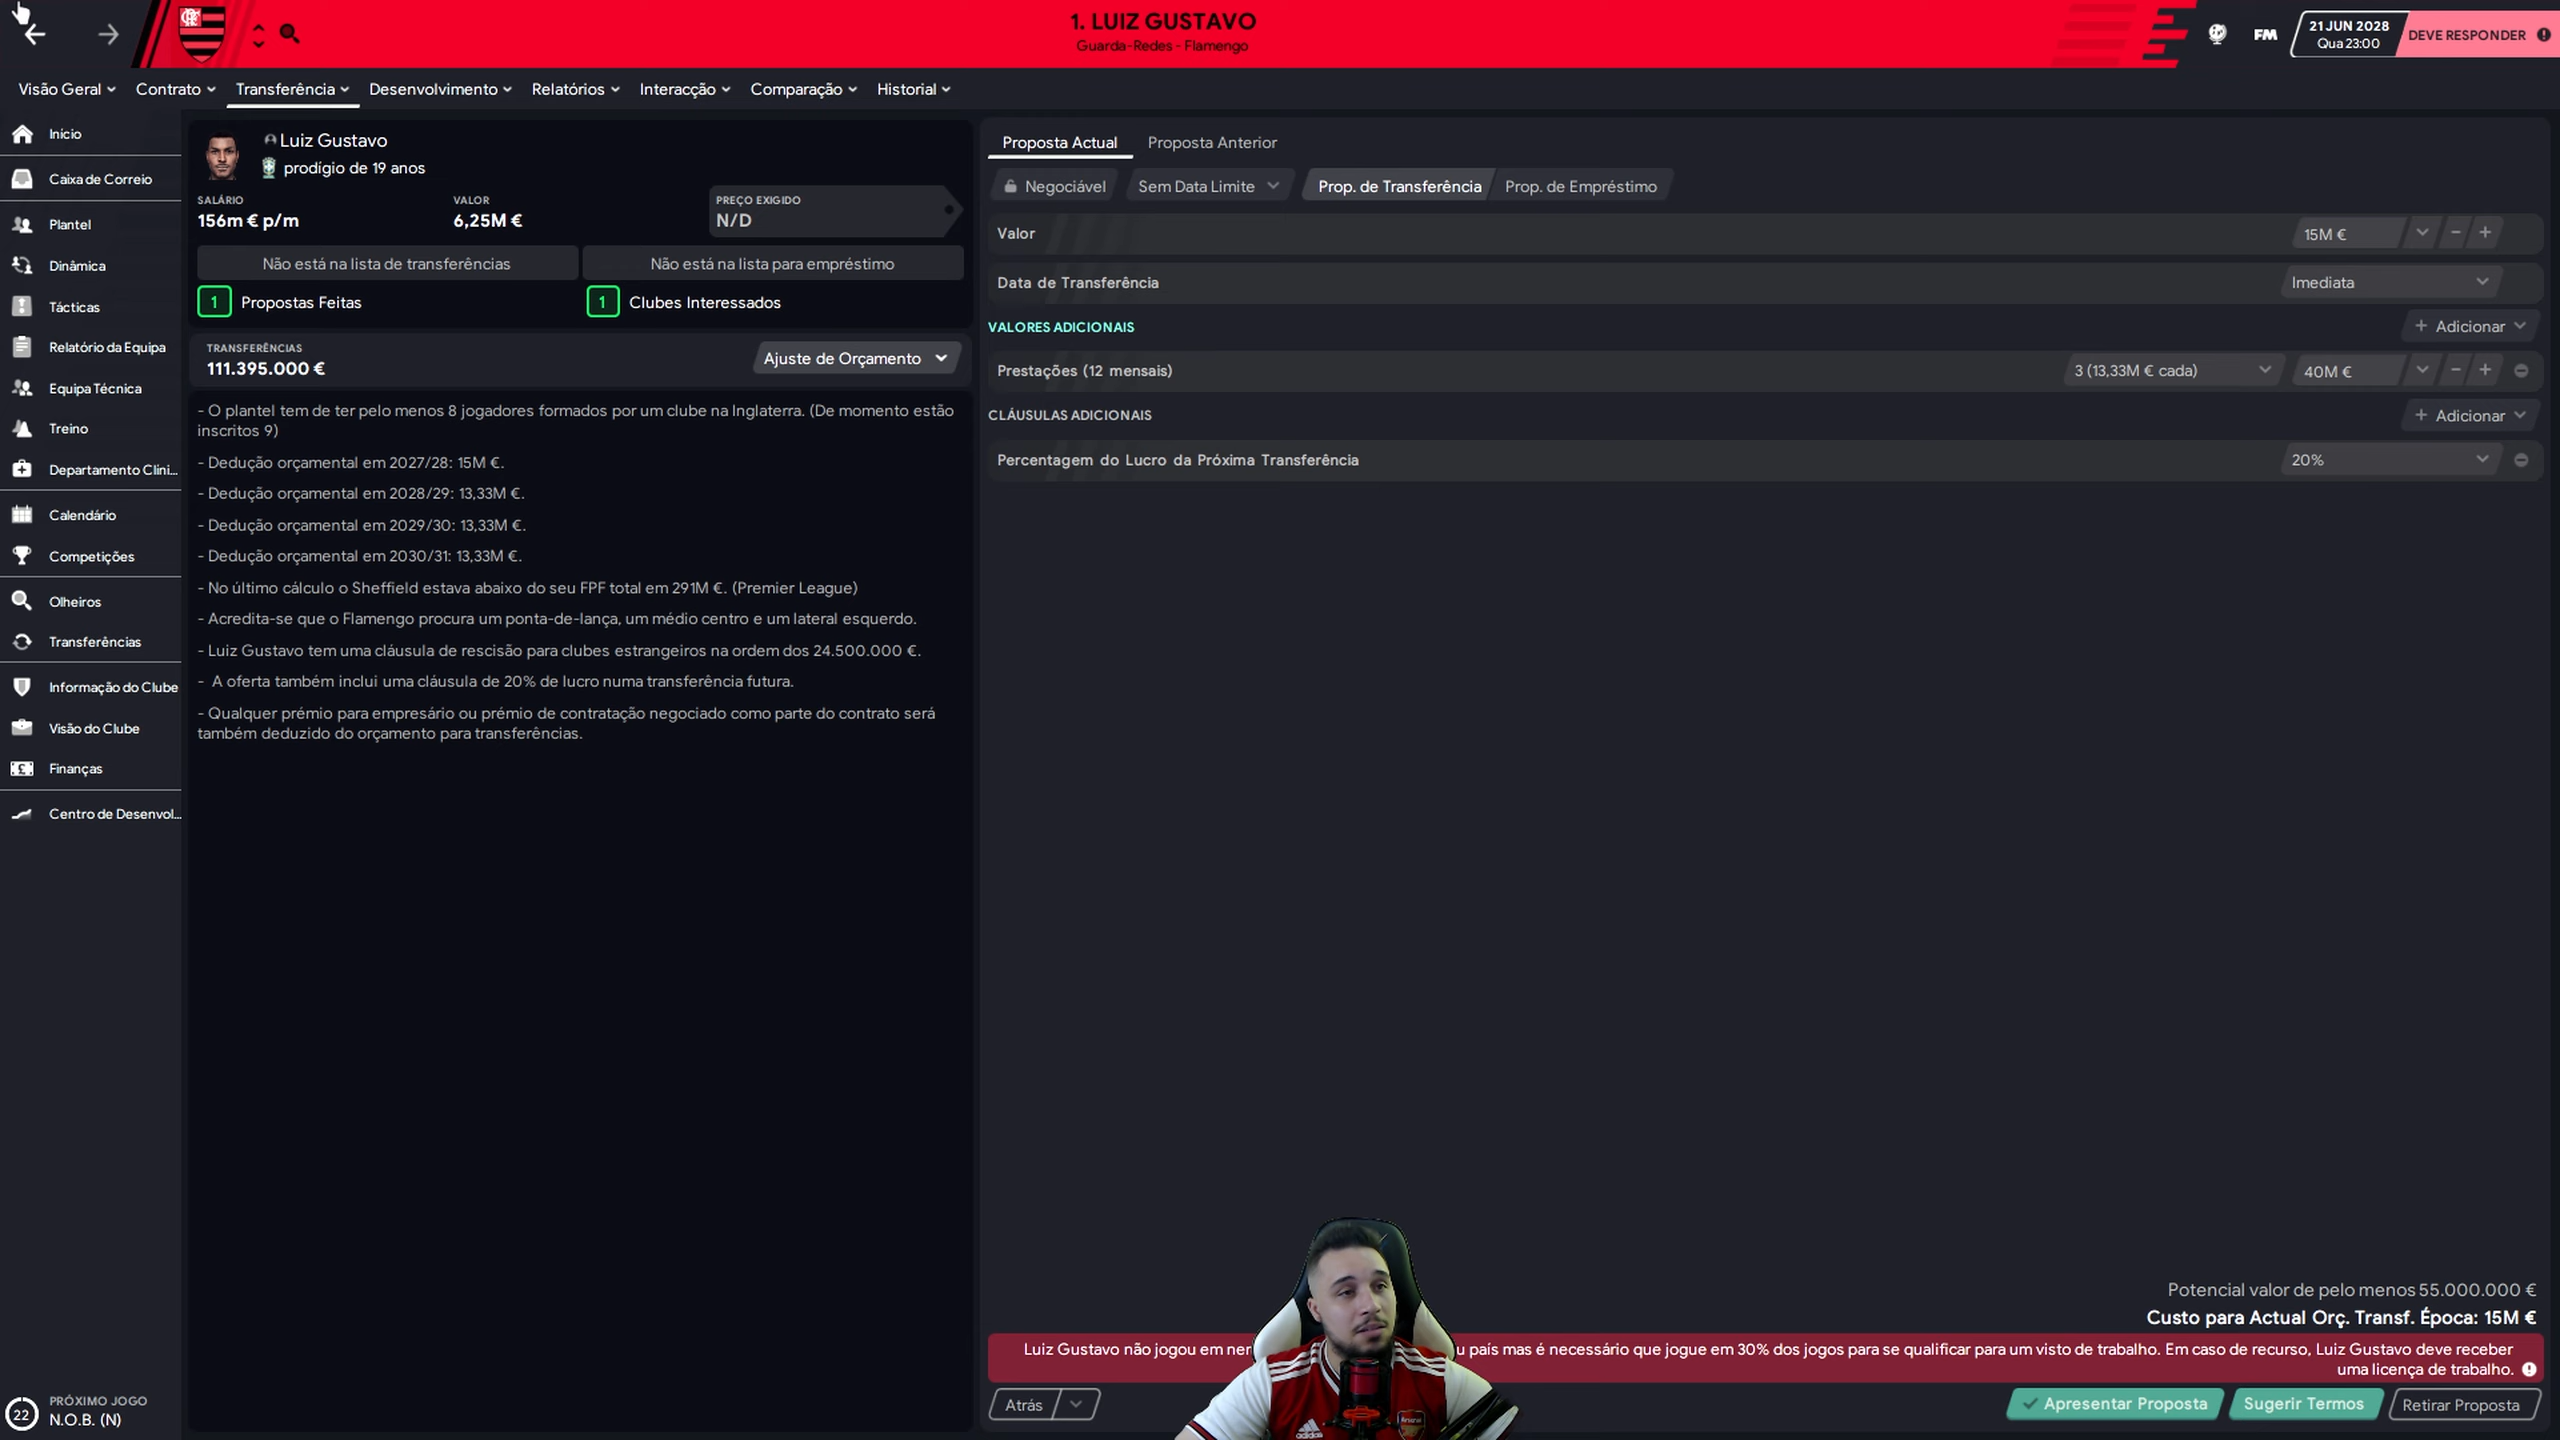 1. LUIZ GUSTAVO
Guarda-Redes - Flamengo
FM
21 JUN 2028
Qua 23:00
DEVE RESPONDER
Visão Geral
Contrato
Transferência
Desenvolvimento
Relatórios
Interacção
Comparação
Historial
Início
Caixa de Correio
Plantel
Dinâmica
Tácticas
Relatório da Equipa
Equipa Técnica
Treino
Departamento Clini...
Calendário
Competições
Olheiros
Transferências
Informação do Clube
Visão do Clube
Finanças
Centro de Desenvol...
22
PRÓXIMO JOGO
N.O.B. (N)
Luiz Gustavo
prodígio de 19 anos
SALÁRIO
156m € p/m
VALOR
6,25M €
PREÇO EXIGIDO
N/D
Não está na lista de transferências
Não está na lista para empréstimo
1 Propostas Feitas
1 Clubes Interessados
TRANSFERÊNCIAS
111.395.000 €
Ajuste de Orçamento
- O plantel tem de ter pelo menos 8 jogadores formados por um clube na Inglaterra. (De momento estão
inscritos 9)
- Dedução orçamental em 2027/28: 15M €.
- Dedução orçamental em 2028/29: 13,33M €.
- Dedução orçamental em 2029/30: 13,33M €.
- Dedução orçamental em 2030/31: 13,33M €.
- No último cálculo o Sheffield estava abaixo do seu FPF total em 291M €. (Premier League)
- Acredita-se que o Flamengo procura um ponta-de-lança, um médio centro e um lateral esquerdo.
- Luiz Gustavo tem uma cláusula de rescisão para clubes estrangeiros na ordem dos 24.500.000 €.
- A oferta também inclui uma cláusula de 20% de lucro numa transferência futura.
- Qualquer prémio para empresário ou prémio de contratação negociado como parte do contrato será
também deduzido do orçamento para transferências.
Proposta Actual
Proposta Anterior
Negociável
Sem Data Limite
Prop. de Transferência
Prop. de Empréstimo
Valor
15M €
Data de Transferência
Imediata
VALORES ADICIONAIS
+ Adicionar
Prestações (12 mensais)
3 (13,33M € cada)
40M €
CLÁUSULAS ADICIONAIS
+ Adicionar
Percentagem do Lucro da Próxima Transferência
20%
Potencial valor de pelo menos 55.000.000 €
Custo para Actual Orç. Transf. Época: 15M €
Luiz Gustavo não jogou em ner u país mas é necessário que jogue em 30% dos jogos para se qualificar para um visto de trabalho. Em caso de recurso, Luiz Gustavo deve receber
uma licença de trabalho.
Atrás
Apresentar Proposta
Sugerir Termos
Retirar Proposta